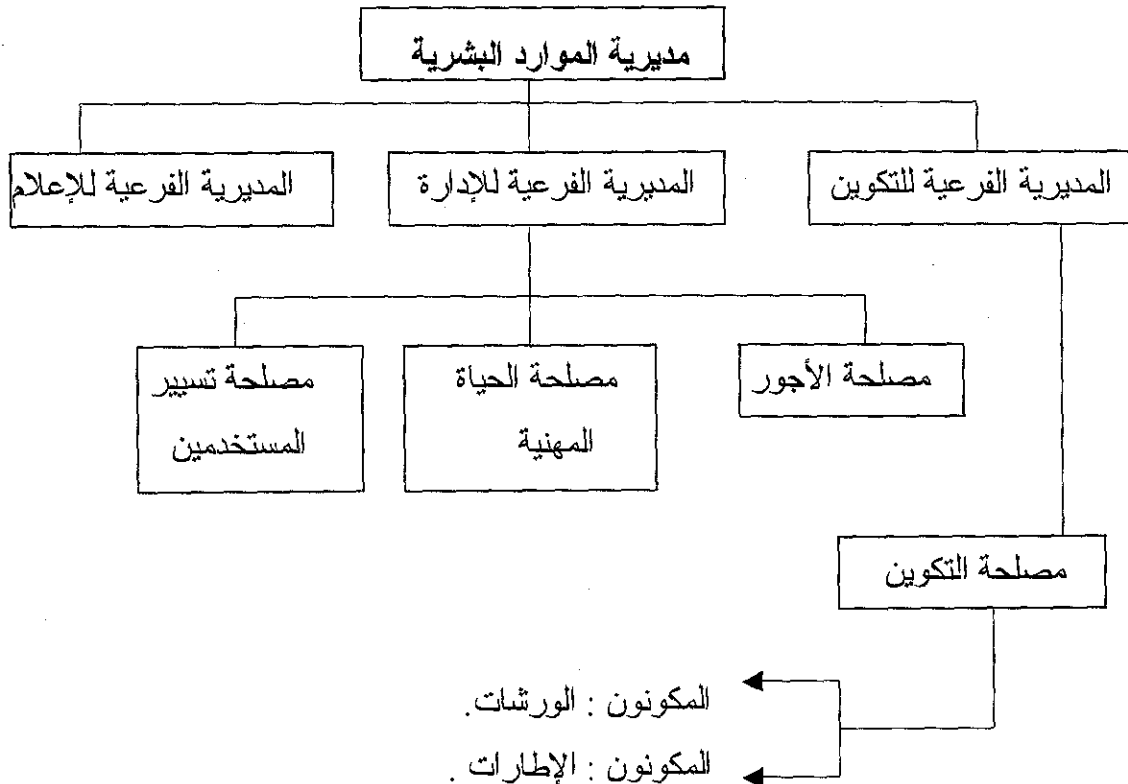 مديرية الموارد البشرية
المديرية الفرعية للتكوين
المديرية الفرعية للإدارة
المديرية الفرعية للإعلام
مصلحة الأجور
مصلحة الحياة
المهنية
مصلحة تسيير
المستخدمين
مصلحة التكوين
المكونون : الورشات.
المكونون : الإطارات .